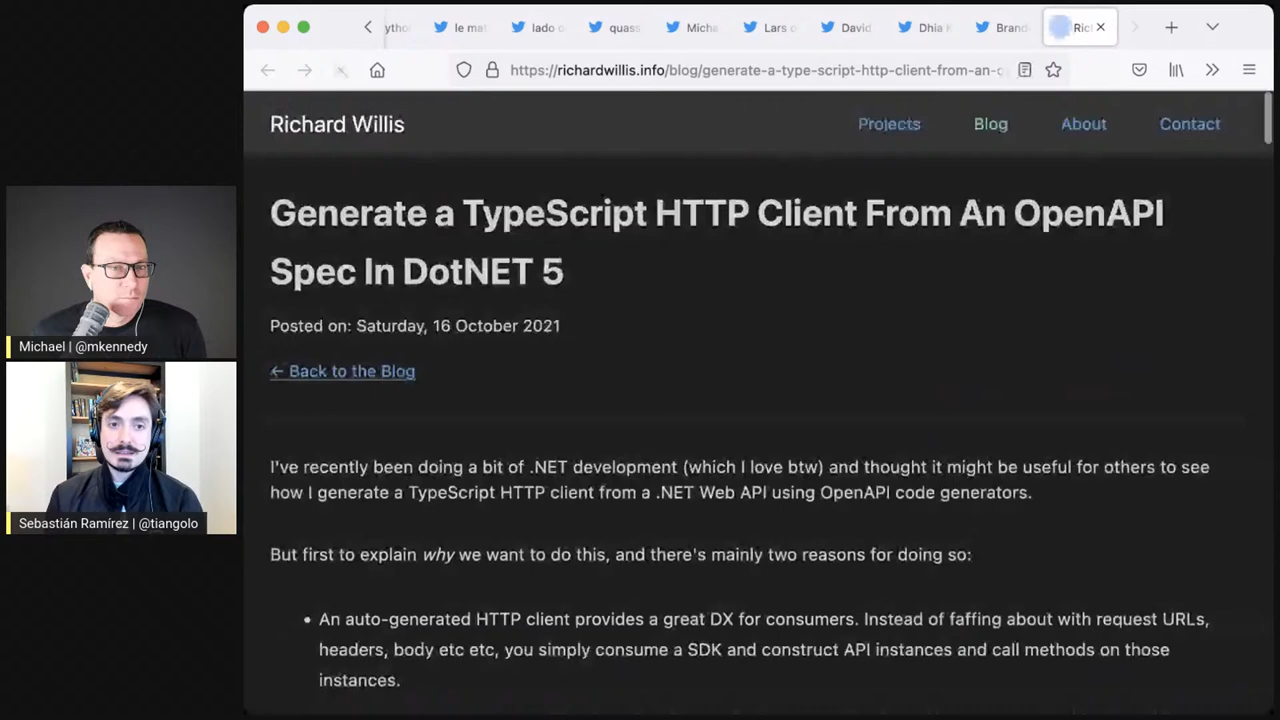 le mat
lado
quass
Micha
Lars
David
Dhia
Brand
Ric
https://richardwillis.info/blog/generate-a-type-script-http-client-from-an-o
Richard Willis
Projects
Blog
About
Contact
Generate a TypeScript HTTP Client From An OpenAPI
Spec In DotNET 5
Posted on: Saturday, 16 October 2021
← Back to the Blog
I've recently been doing a bit of .NET development (which I love btw) and thought it might be useful for others to see
how I generate a TypeScript HTTP client from a .NET Web API using OpenAPI code generators.
But first to explain why we want to do this, and there's mainly two reasons for doing so:
• An auto-generated HTTP client provides a great DX for consumers. Instead of faffing about with request URLs,
headers, body etc etc, you simply consume a SDK and construct API instances and call methods on those
instances.
Michael | @mkennedy
Sebastián Ramírez | @tiangolo